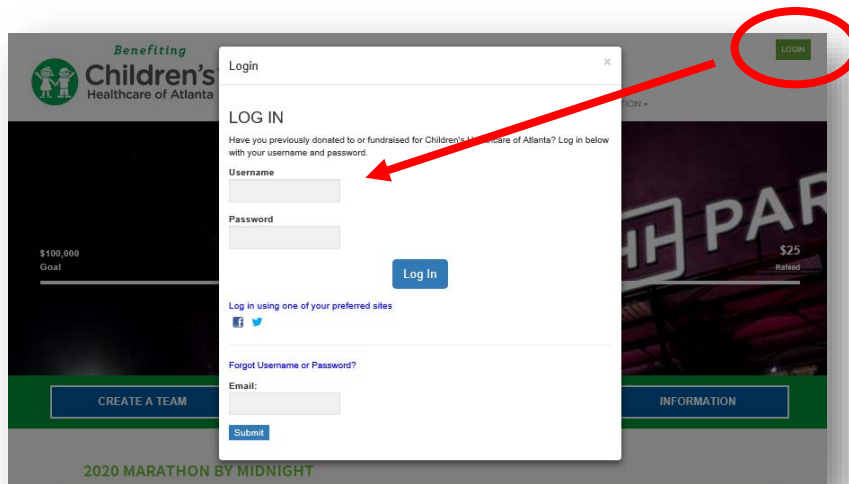 Benefiting
Children's
Healthcare of Atlanta
LOGIN
Login ×
LOG IN
Have you previously donated to or fundraised for Children's Healthcare of Atlanta? Log in below
with your username and password.
Username
Password
Log In
Log in using one of your preferred sites
Forgot Username or Password?
Email:
Submit
$100,000
Goal
$25
Raised
CREATE A TEAM
INFORMATION
2020 MARATHON BY MIDNIGHT